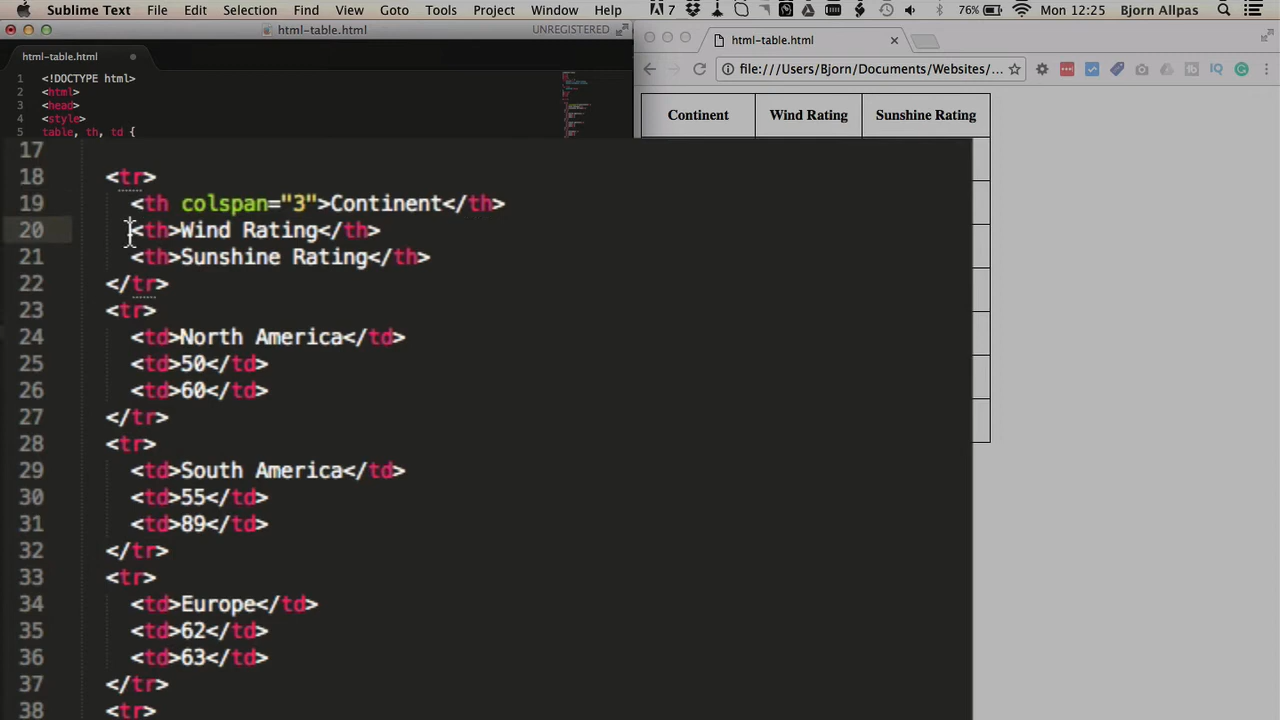 Sublime Text File Edit Selection Find View Goto Tools Project Window Help 7 76% Mon 12:25 Bjorn Allpas
html-table.html UNREGISTERED
html-table.html
html-table.html
file:///Users/Bjorn/Documents/Websites/…
1 <!DOCTYPE html>
2 <html>
3 <head>
4 <style>
5 table, th, td {
Continent Wind Rating Sunshine Rating
17
18 <tr>
19 <th colspan="3">Continent</th>
20 <th>Wind Rating</th>
21 <th>Sunshine Rating</th>
22 </tr>
23 <tr>
24 <td>North America</td>
25 <td>50</td>
26 <td>60</td>
27 </tr>
28 <tr>
29 <td>South America</td>
30 <td>55</td>
31 <td>89</td>
32 </tr>
33 <tr>
34 <td>Europe</td>
35 <td>62</td>
36 <td>63</td>
37 </tr>
38 <tr>